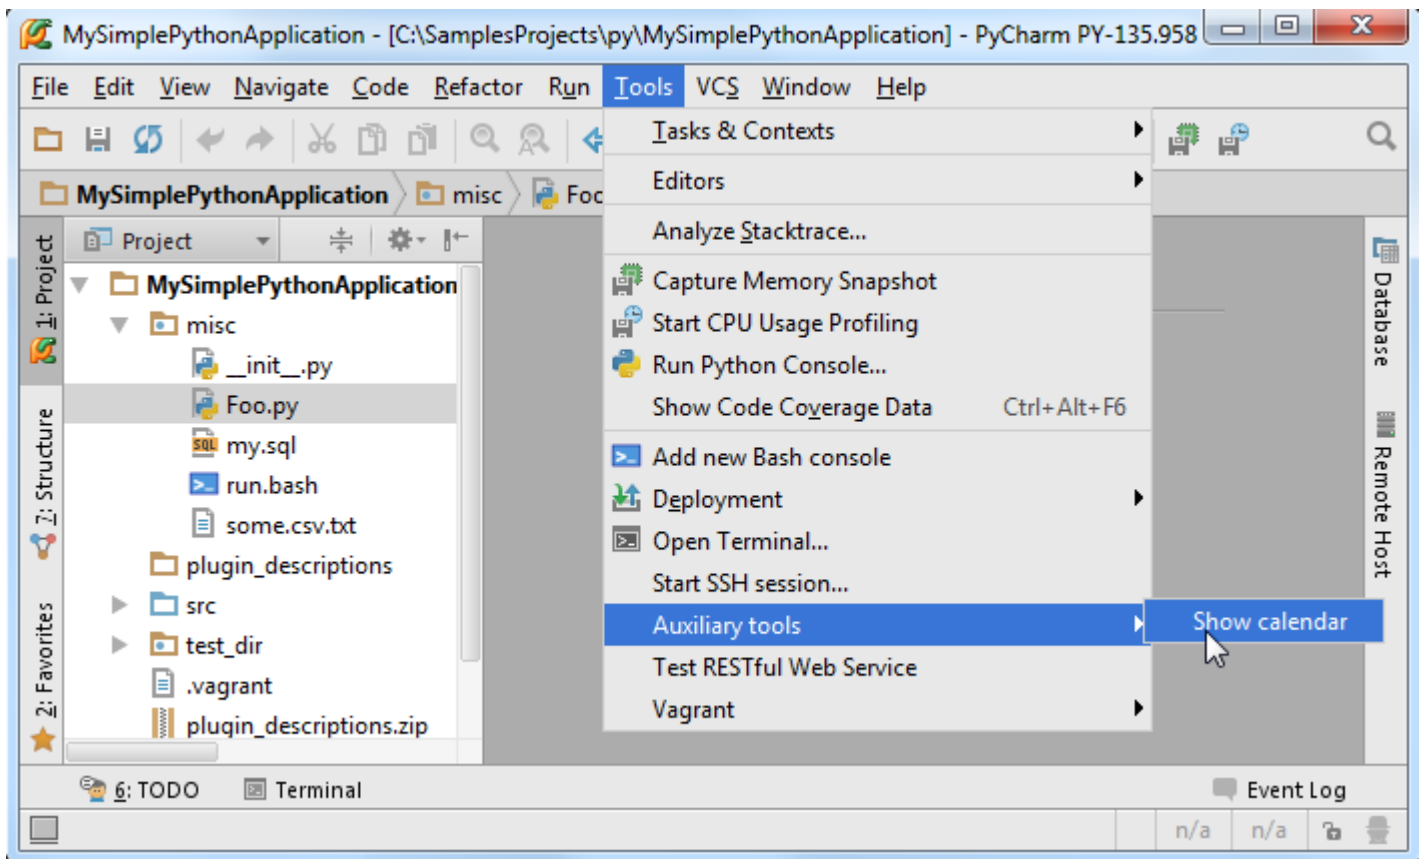 MySimplePythonApplication - [C:\SamplesProjects\py\MySimplePythonApplication] - PyCharm PY-135.958
File Edit View Navigate Code Refactor Run Tools VCS Window Help
MySimplePythonApplication misc Foo
Project
MySimplePythonApplication
misc
__init__.py
Foo.py
my.sql
run.bash
some.csv.txt
plugin_descriptions
src
test_dir
.vagrant
plugin_descriptions.zip
1: Project
7: Structure
2: Favorites
Tasks & Contexts
Editors
Analyze Stacktrace...
Capture Memory Snapshot
Start CPU Usage Profiling
Run Python Console...
Show Code Coverage Data Ctrl+Alt+F6
Add new Bash console
Deployment
Open Terminal...
Start SSH session...
Auxiliary tools
Show calendar
Test RESTful Web Service
Vagrant
Database
Remote Host
6: TODO Terminal Event Log
n/a n/a